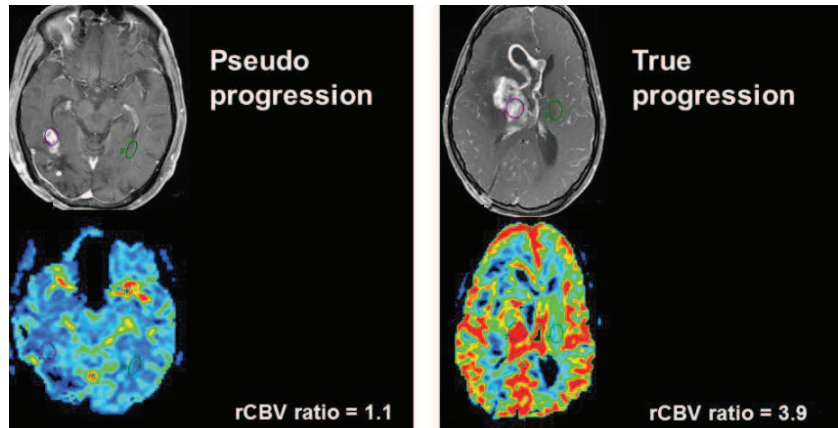 Pseudo
progression
rCBV ratio = 1.1
True
progression
rCBV ratio = 3.9